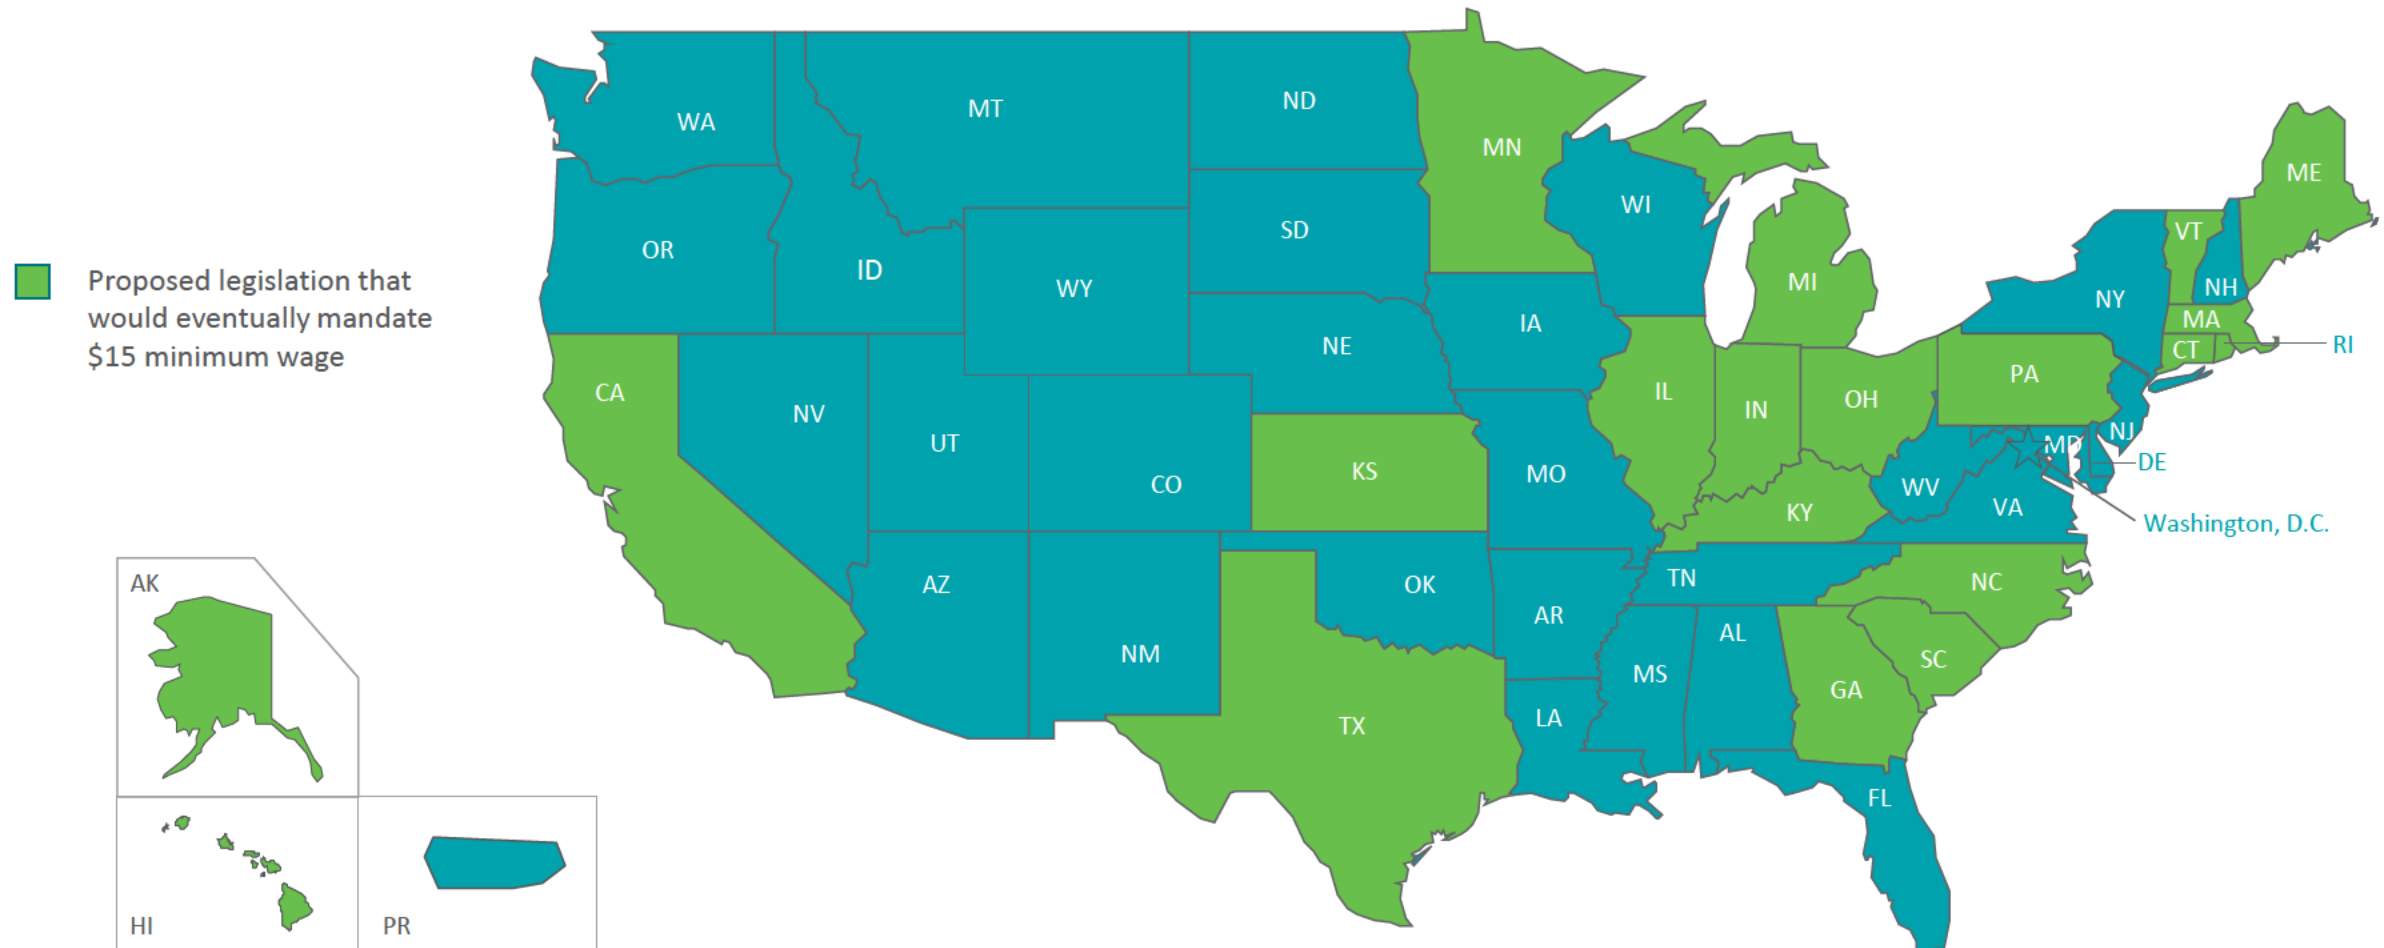 WA
MT
ND
MN
ME
OR
ID
SD
WI
VT
Proposed legislation that
would eventually mandate
$15 minimum wage
WY
MI
NH
NY
IA
MA
NE
CT
RI
CA
NV
IL
IN
OH
PA
UT
CO
KS
MO
KY
WV
VA
MD
NJ
DE
Washington, D.C.
AK
AZ
NM
OK
AR
TN
NC
MS
AL
GA
SC
TX
LA
FL
HI
PR